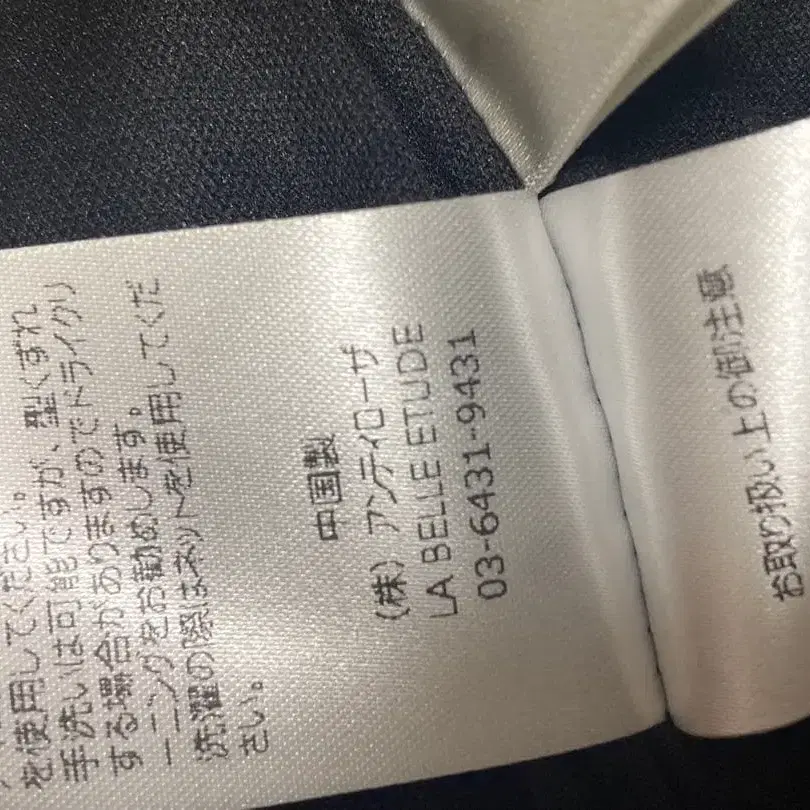 を使用してください。
手洗いは可能ですが、型くずれ
する場合がありますのでドライクリ
ーニングをお勧めします。
洗濯の際はネットを使用してくだ
さい。
中国製
(株) アンティローザ
LA BELLE ETUDE
03-6431-9431
お取り扱い上の御注意